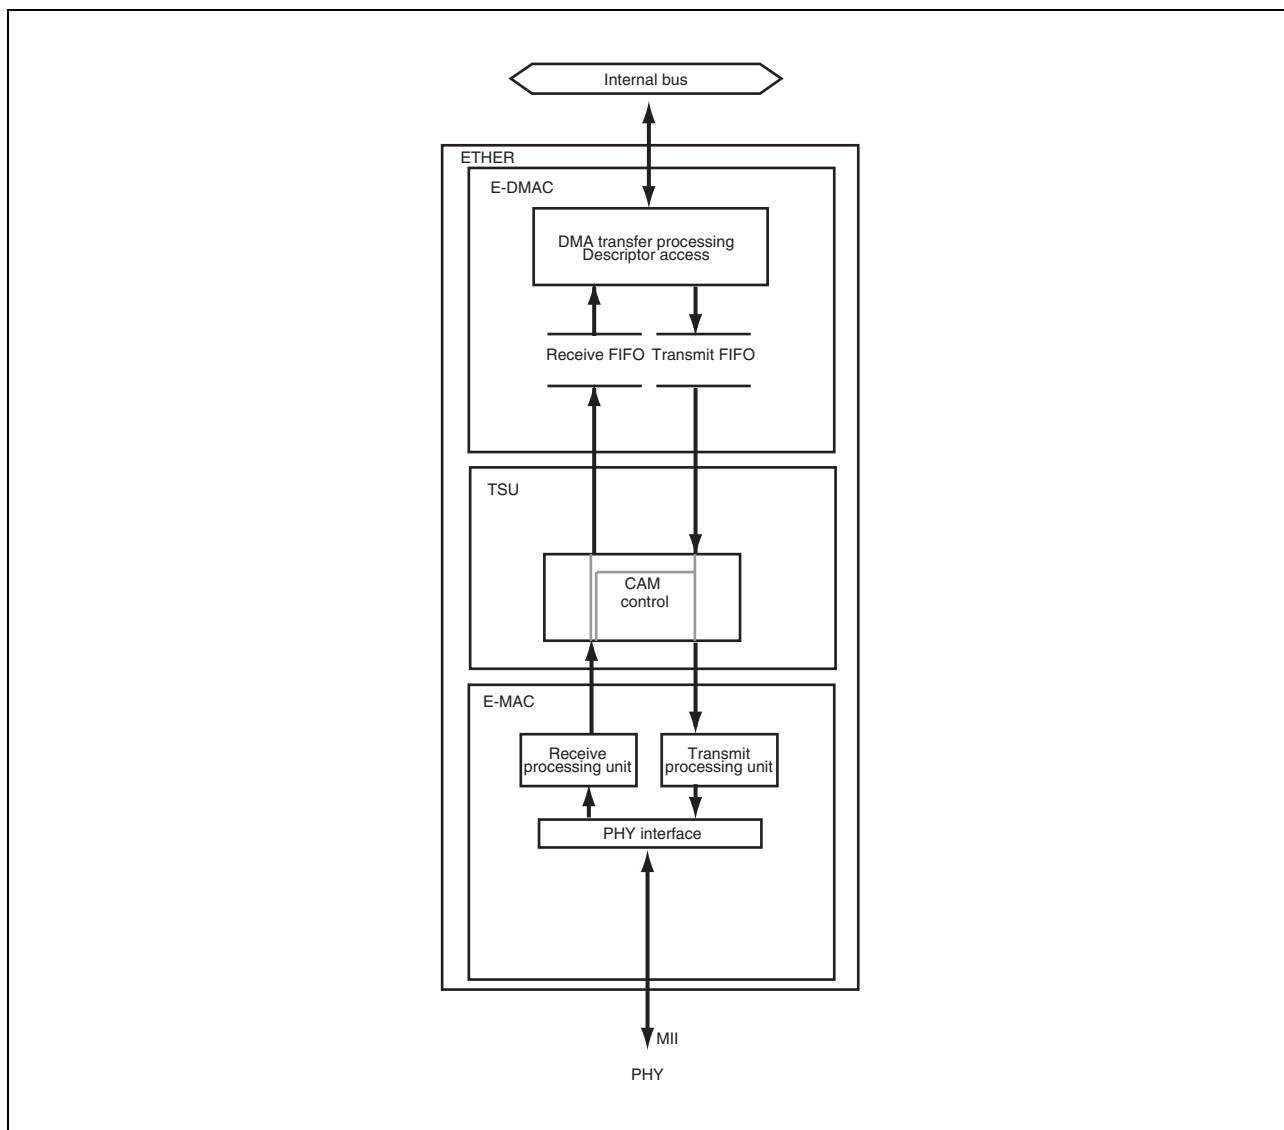 Internal bus
ETHER
E-DMAC
DMA transfer processing
Descriptor access
Receive FIFO
Transmit FIFO
TSU
CAM
control
E-MAC
Receive
processing unit
Transmit
processing unit
PHY interface
MII
PHY